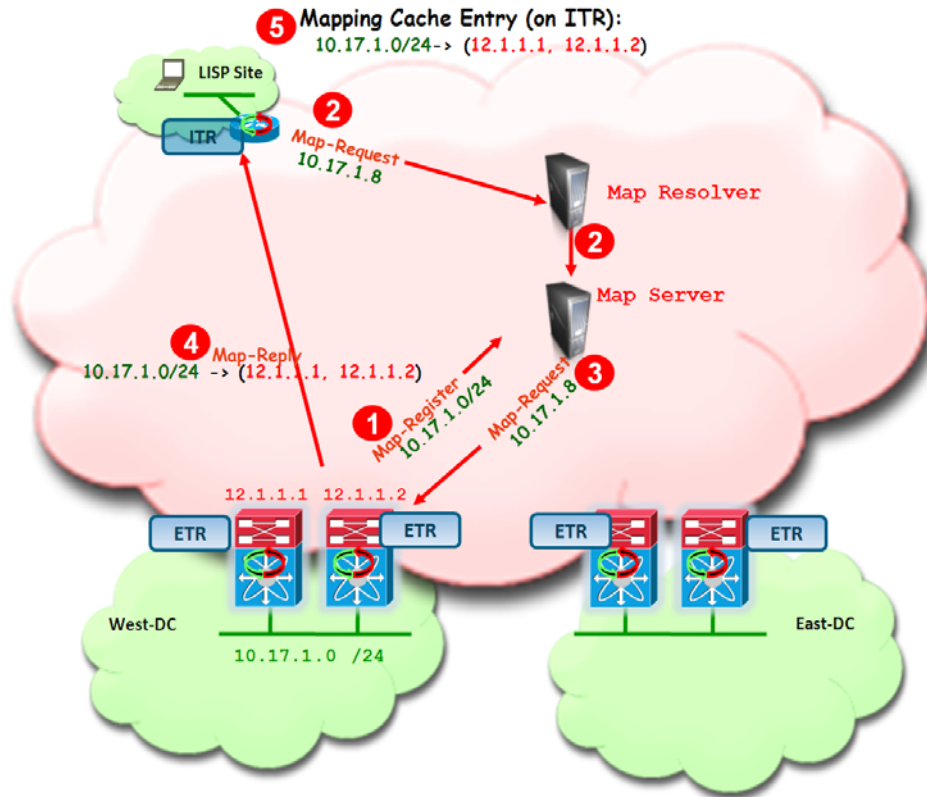 5 Mapping Cache Entry (on ITR):
10.17.1.0/24-> (12.1.1.1, 12.1.1.2)
LISP Site
ITR
2
Map-Request
10.17.1.8
Map Resolver
2
Map Server
4
Map-Reply
10.17.1.0/24 -> (12.1.1.1, 12.1.1.2)
1
Map-Register
10.17.1.0/24
3
Map-Request
10.17.1.8
12.1.1.1 12.1.1.2
ETR
ETR
ETR
ETR
West-DC
East-DC
10.17.1.0 /24